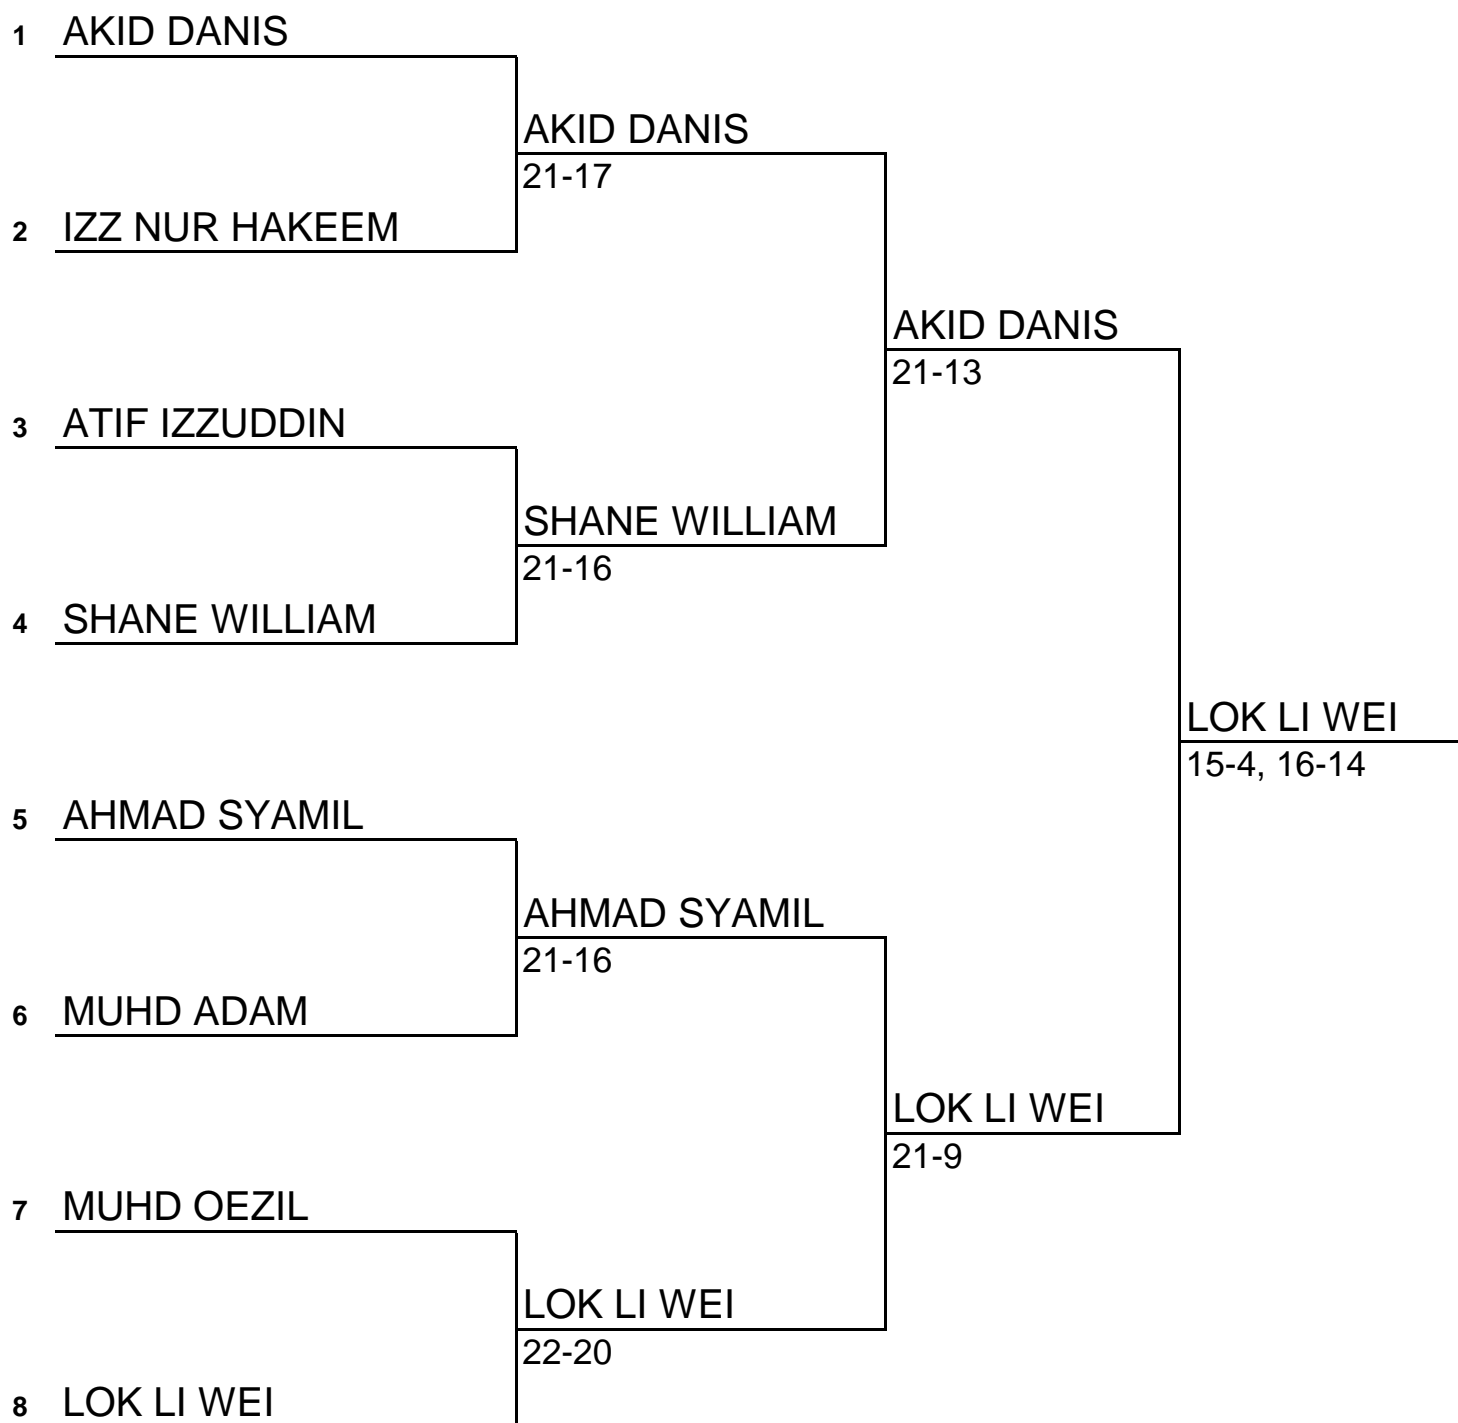 1 AKID DANIS
AKID DANIS
21-17
2 IZZ NUR HAKEEM
AKID DANIS
21-13
3 ATIF IZZUDDIN
SHANE WILLIAM
21-16
4 SHANE WILLIAM
LOK LI WEI
15-4, 16-14
5 AHMAD SYAMIL
AHMAD SYAMIL
21-16
6 MUHD ADAM
LOK LI WEI
21-9
7 MUHD OEZIL
LOK LI WEI
22-20
8 LOK LI WEI